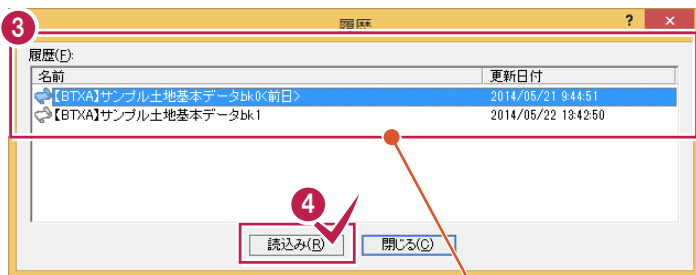 3
履歴
? ×
履歴(F):
名前 更新日付
【BTXA】サンプル土地基本データbk0<前日> 2014/05/21 9:44:51
【BTXA】サンプル土地基本データbk1 2014/05/22 13:42:50
4
読込み(R) 閉じる(C)